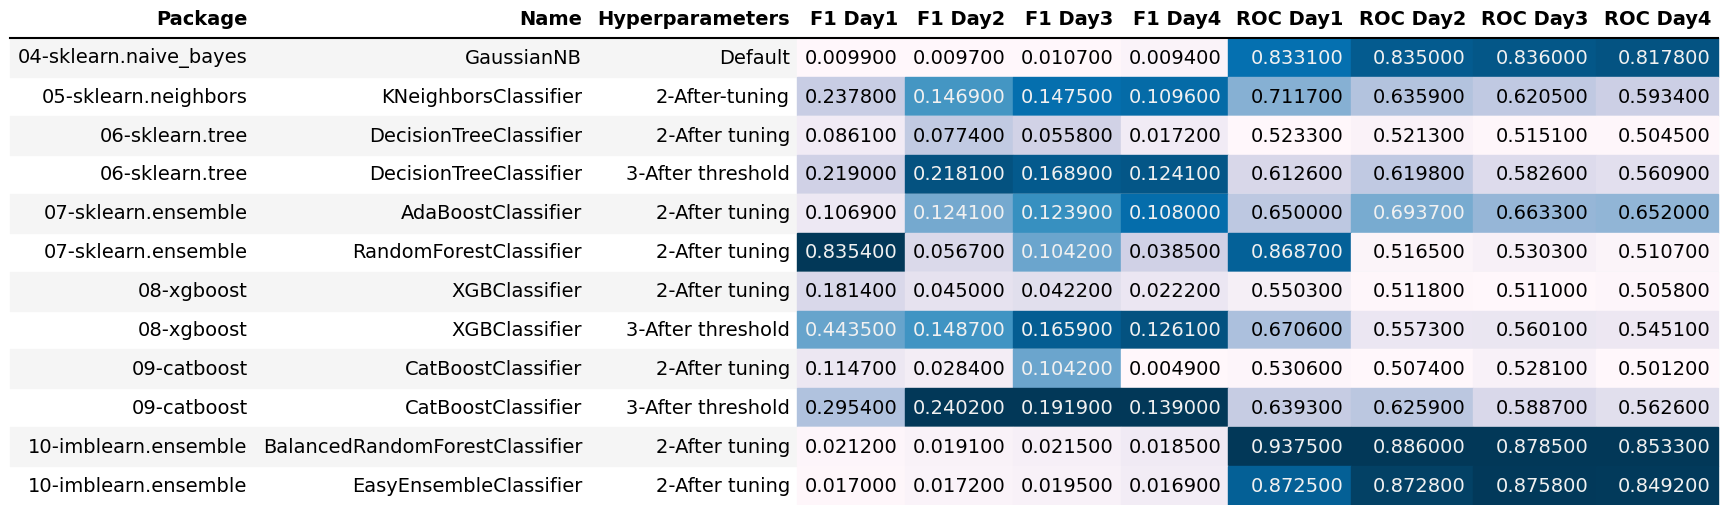 Package Name Hyperparameters F1 Day1 F1 Day2 F1 Day3 F1 Day4 ROC Day1 ROC Day2 ROC Day3 ROC Day4
04-sklearn.naive_bayes GaussianNB Default 0.009900 0.009700 0.010700 0.009400 0.833100 0.835000 0.836000 0.817800
05-sklearn.neighbors KNeighborsClassifier 2-After-tuning 0.237800 0.146900 0.147500 0.109600 0.711700 0.635900 0.620500 0.593400
06-sklearn.tree DecisionTreeClassifier 2-After tuning 0.086100 0.077400 0.055800 0.017200 0.523300 0.521300 0.515100 0.504500
06-sklearn.tree DecisionTreeClassifier 3-After threshold 0.219000 0.218100 0.168900 0.124100 0.612600 0.619800 0.582600 0.560900
07-sklearn.ensemble AdaBoostClassifier 2-After tuning 0.106900 0.124100 0.123900 0.108000 0.650000 0.693700 0.663300 0.652000
07-sklearn.ensemble RandomForestClassifier 2-After tuning 0.835400 0.056700 0.104200 0.038500 0.868700 0.516500 0.530300 0.510700
08-xgboost XGBClassifier 2-After tuning 0.181400 0.045000 0.042200 0.022200 0.550300 0.511800 0.511000 0.505800
08-xgboost XGBClassifier 3-After threshold 0.443500 0.148700 0.165900 0.126100 0.670600 0.557300 0.560100 0.545100
09-catboost CatBoostClassifier 2-After tuning 0.114700 0.028400 0.104200 0.004900 0.530600 0.507400 0.528100 0.501200
09-catboost CatBoostClassifier 3-After threshold 0.295400 0.240200 0.191900 0.139000 0.639300 0.625900 0.588700 0.562600
10-imblearn.ensemble BalancedRandomForestClassifier 2-After tuning 0.021200 0.019100 0.021500 0.018500 0.937500 0.886000 0.878500 0.853300
10-imblearn.ensemble EasyEnsembleClassifier 2-After tuning 0.017000 0.017200 0.019500 0.016900 0.872500 0.872800 0.875800 0.849200